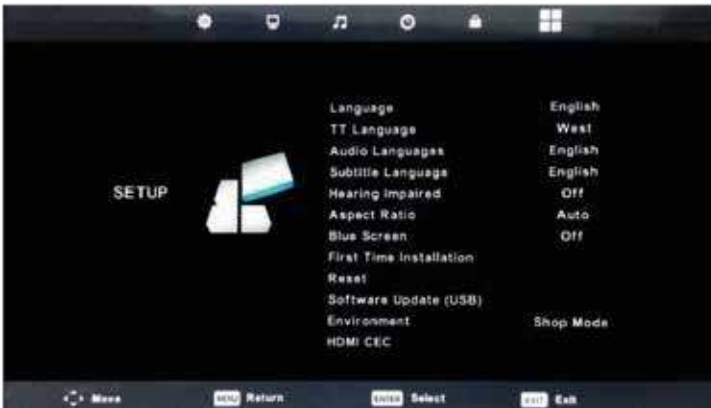 Language English
TT Language West
Audio Languages English
Subtitle Language English
SETUP
Hearing Impaired Off
Aspect Ratio Auto
Blue Screen Off
First Time Installation
Reset
Software Update (USB)
Environment Shop Mode
HDMI CEC
Move MENU Return ENTER Select EXIT Exit